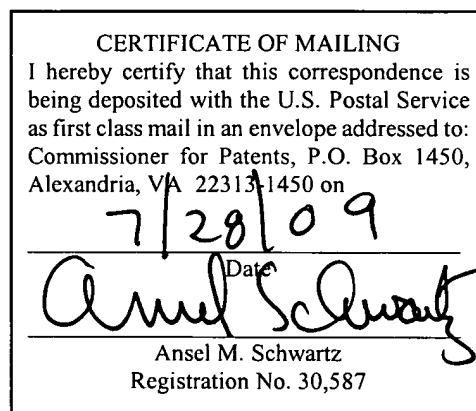 CERTIFICATE OF MAILING
I hereby certify that this correspondence is
being deposited with the U.S. Postal Service
as first class mail in an envelope addressed to:
Commissioner for Patents, P.O. Box 1450,
Alexandria, VA 22313-1450 on
7/28/09
Date
Ansel Schwartz
Ansel M. Schwartz
Registration No. 30,587